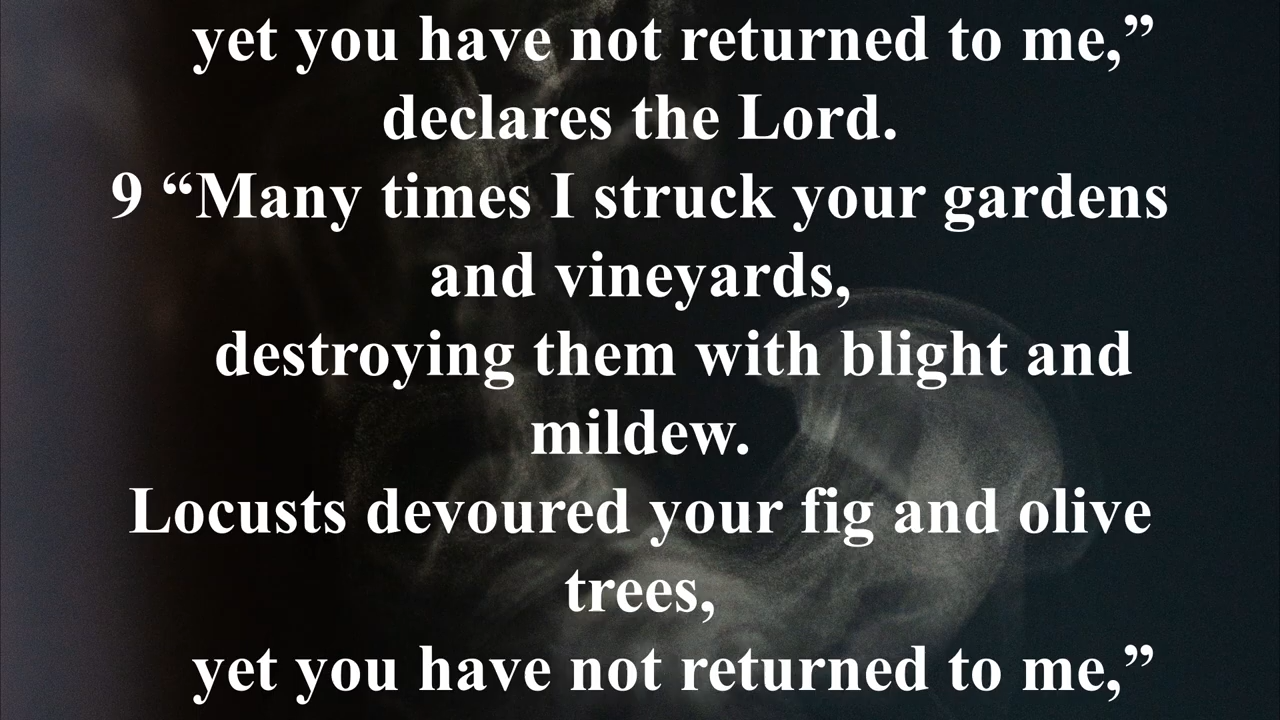 yet you have not returned to me,”
declares the Lord.
9 “Many times I struck your gardens
and vineyards,
destroying them with blight and
mildew.
Locusts devoured your fig and olive
trees,
yet you have not returned to me,”